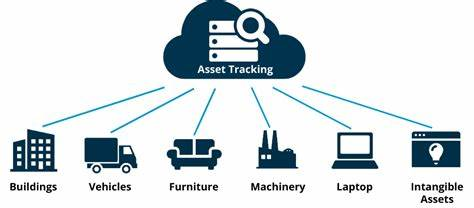 Asset Tracking
Buildings
Vehicles
Furniture
Machinery
Laptop
Intangible
Assets